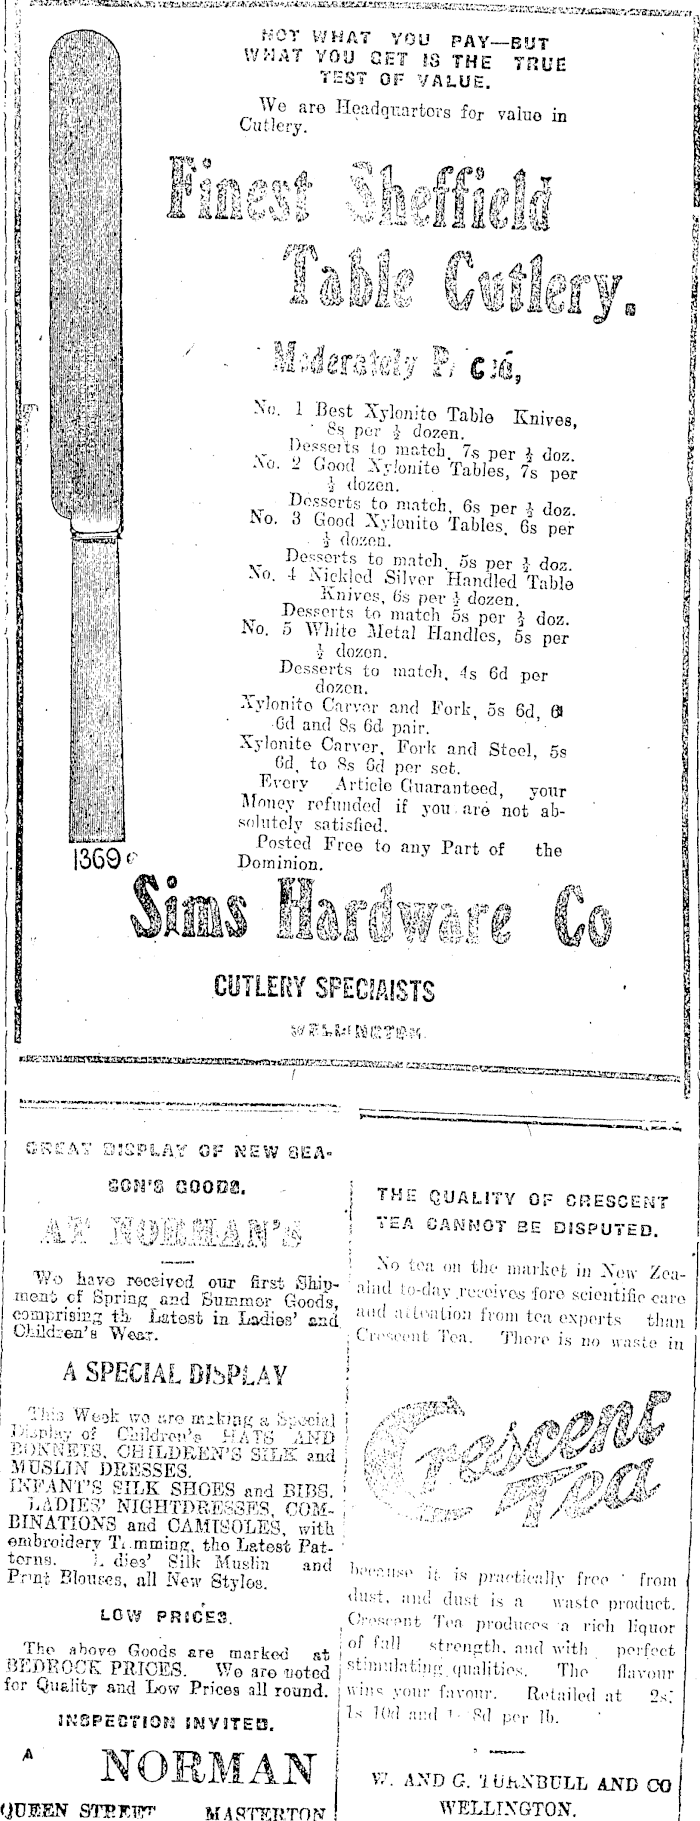 NOT WHAT YOU PAY—BUT
WHAT YOU GET IS THE TRUE
TEST OF VALUE.
We are Headquarters for value in
Cutlery.
Finest Sheffield
Table Cutlery.
Moderately
No. 1 Best Xylonite Table Knives,
8s per ½ dozen.
Desserts to match, 7s per ½ doz.
No. 2 Good Xylonite Tables, 7s per
½ dozen.
Desserts to match, 6s per ½ doz.
No. 3 Good Xylonite Tables, 6s per
½ dozen.
Desserts to match, 5s per ½ doz.
No. 4 Nickled Silver Handled Table
Knives, 6s per ½ dozen.
Desserts to match 5s per ½ doz.
No. 5 White Metal Handles, 5s per
½ dozen.
Desserts to match, 4s 6d per
dozen.
Xylonite Carver and Fork, 5s 6d, 6
6d and 8s 6d pair.
Xylonite Carver, Fork and Steel, 5s
6d, to 8s 6d per set.
Every Article Guaranteed, your
Money refunded if you are not ab-
solutely satisfied.
Posted Free to any Part of the
Dominion.
1369
Sims Hardware Co
CUTLERY SPECIAISTS
WELLINGTON.
GREAT DISPLAY OF NEW SEA-
SON'S GOODS.
AT NORMAN'S
We have received our first Ship-
ment of Spring and Summer Goods,
comprising th Latest in Ladies' and
Children's Wear.
A SPECIAL DISPLAY
This Week we are making a Special
Display of Children's HATS AND
BONNETS, CHILDREN'S SILK and
MUSLIN DRESSES.
INFANT'S SILK SHOES and BIBS.
LADIES' NIGHTDRESSES, COM-
BINATIONS and CAMISOLES, with
embroidery the Latest Pat-
terns. Silk Muslin and
Print Blouses, all New Styles.
LOW PRICES.
The above Goods are marked at
BEDROCK PRICES. We are noted
for Quality and Low Prices all round.
INSPECTION INVITED.
A NORMAN
QUEEN STREET MASTERTON
THE QUALITY OF CRESCENT
TEA CANNOT BE DISPUTED.
No tea on the market in New Zea-
alnd to-day receives fore scientific care
and attention from tea experts than
Crescent Tea. There is no waste in
Crescent
Tea
because it is practically free from
dust, and dust is a waste product.
Crescent Tea produces a rich liquor
of full strength, and with perfect
stimulating qualities. The flavour
wins your favour. Retailed at 2s;
1s 10d and 8d per lb.
W. AND G. TURNBULL AND CO
WELLINGTON.